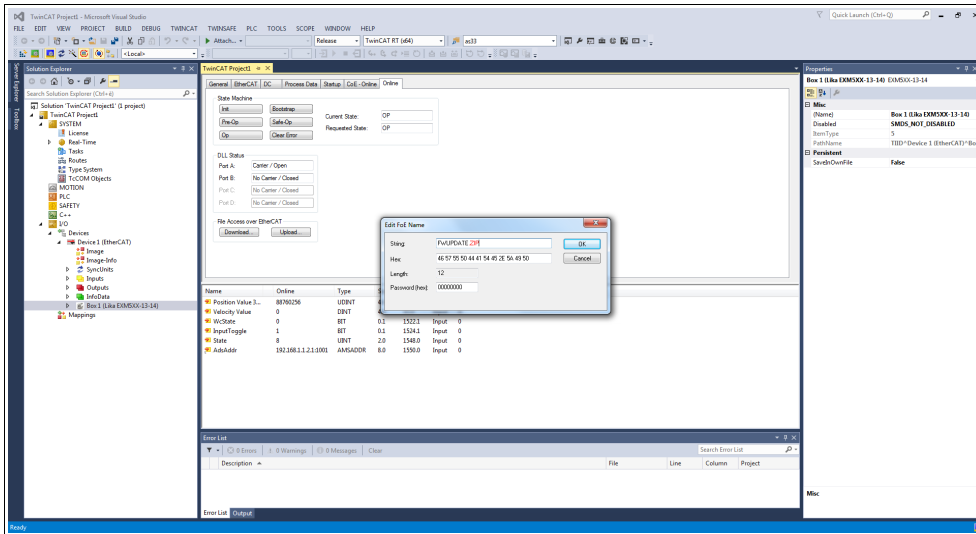 TwinCAT Project1 - Microsoft Visual Studio
Quick Launch (Ctrl+Q)
FILE EDIT VIEW PROJECT BUILD DEBUG TWINCAT TWINSAFE PLC TOOLS SCOPE WINDOW HELP
Attach... Release TwinCAT RT (x64) as33
<Local>
Server Explorer
Toolbox
Solution Explorer
Search Solution Explorer (Ctrl+è)
Solution 'TwinCAT Project1' (1 project)
TwinCAT Project1
SYSTEM
License
Real-Time
Tasks
Routes
Type System
TcCOM Objects
MOTION
PLC
SAFETY
C++
I/O
Devices
Device 1 (EtherCAT)
Image
Image-Info
SyncUnits
Inputs
Outputs
InfoData
Box 1 (Lika EXM5XX-13-14)
Mappings
TwinCAT Project1
General EtherCAT DC Process Data Startup CoE - Online Online
State Machine
Init Bootstrap
Pre-Op Safe-Op
Op Clear Error
Current State: OP
Requested State: OP
DLL Status
Port A: Carrier / Open
Port B: No Carrier / Closed
Port C: No Carrier / Closed
Port D: No Carrier / Closed
File Access over EtherCAT
Download... Upload...
Edit FoE Name
String: FWUPDATE.ZIP
Hex: 46 57 55 50 44 41 54 45 2E 5A 49 50
Length: 12
Password (hex): 00000000
OK
Cancel
Name Online Type
Position Value 3... 88760256 UDINT
Velocity Value 0 DINT
WcState 0 BIT 0.1 1522.1 Input 0
InputToggle 1 BIT 0.1 1524.1 Input 0
State 8 UINT 2.0 1548.0 Input 0
AdsAddr 192.168.1.1.2.1:1001 AMSADDR 8.0 1550.0 Input 0
Error List
0 Errors 0 Warnings 0 Messages Clear
Search Error List
Description File Line Column Project
Error List Output
Properties
Box 1 (Lika EXM5XX-13-14) EXM5XX-13-14
Misc
(Name) Box 1 (Lika EXM5XX-13-14)
Disabled SMDS_NOT_DISABLED
ItemType 5
PathName TIID^Device 1 (EtherCAT)^Bo
Persistent
SaveInOwnFile False
Misc
Ready